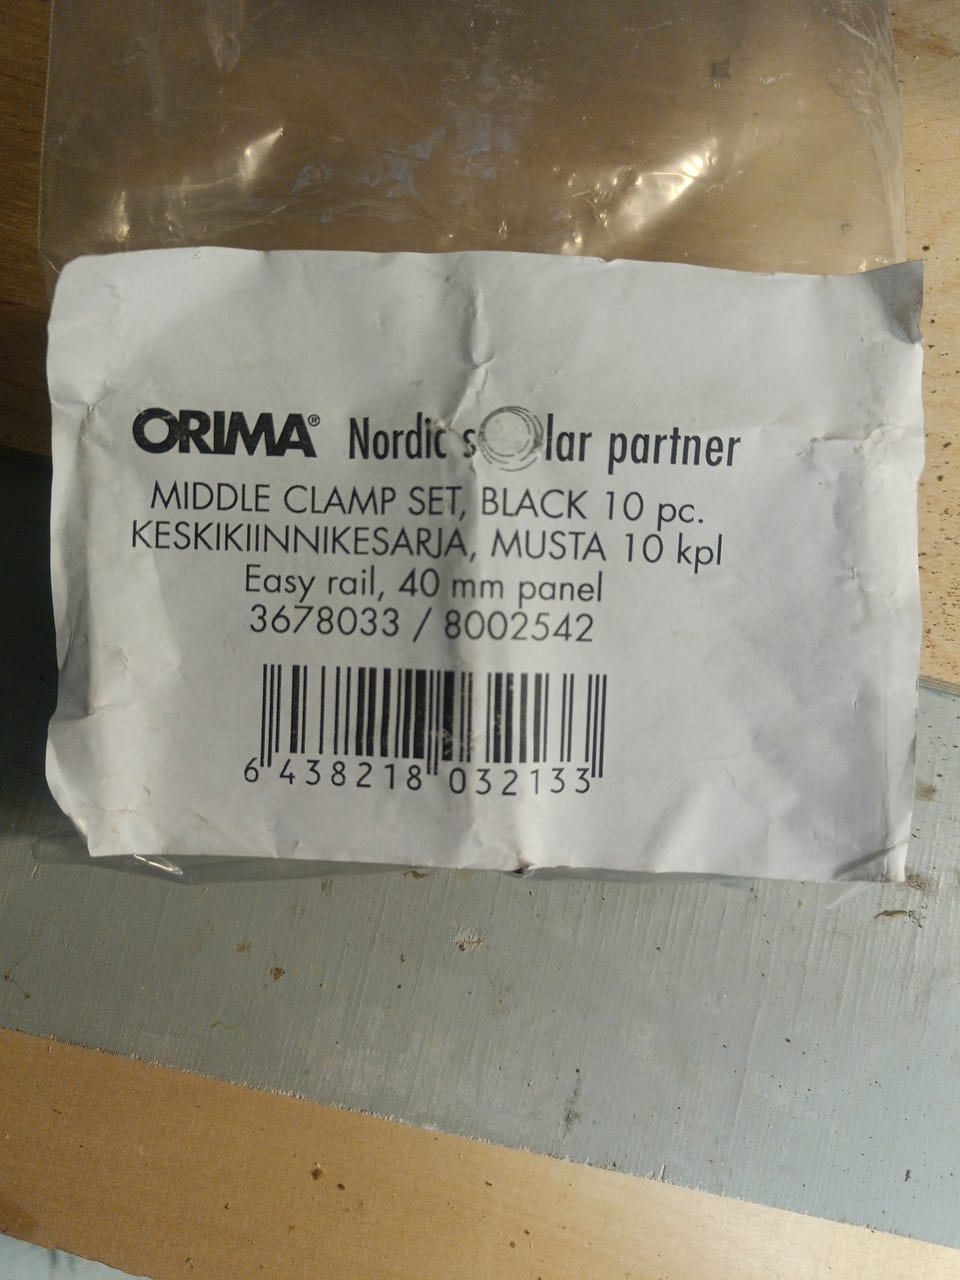 ORIMA® Nordic solar partner
MIDDLE CLAMP SET, BLACK 10 pc.
KESKIKIINNIKESARJA, MUSTA 10 kpl
Easy rail, 40 mm panel
3678033 / 8002542
6 438218 032133